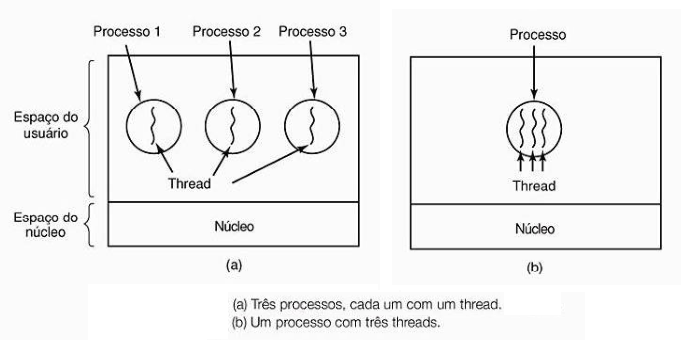 Processo 1
Processo 2
Processo 3
Espaço do
usuário
Thread
Espaço do
núcleo
Núcleo
(a)
Processo
Thread
Núcleo
(b)
(a) Três processos, cada um com um thread.
(b) Um processo com três threads.